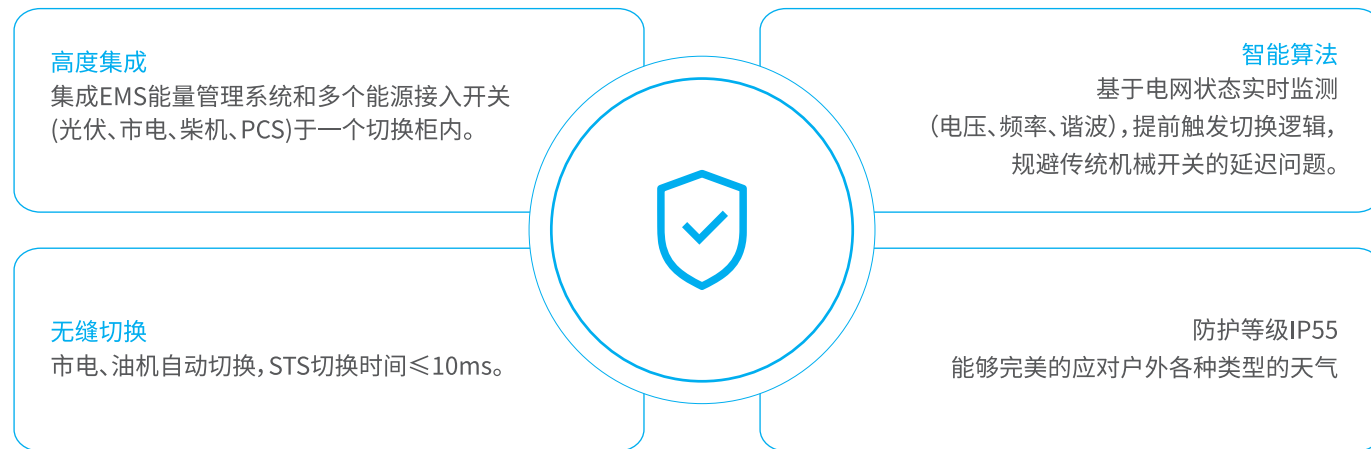 高度集成
集成EMS能量管理系统和多个能源接入开关
(光伏、市电、柴机、PCS)于一个切换柜内。
智能算法
基于电网状态实时监测
（电压、频率、谐波），提前触发切换逻辑，
规避传统机械开关的延迟问题。
无缝切换
市电、油机自动切换，STS切换时间≤10ms。
防护等级IP55
能够完美的应对户外各种类型的天气